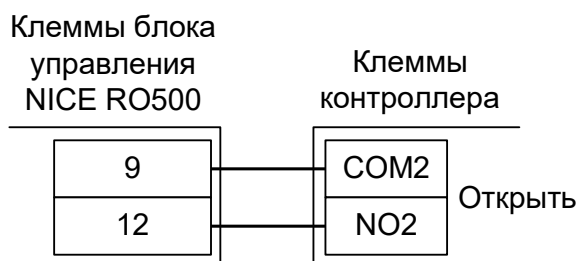 Клеммы блока
управления
NICE RO500
Клеммы
контроллера
9
COM2
12
NO2
Открыть